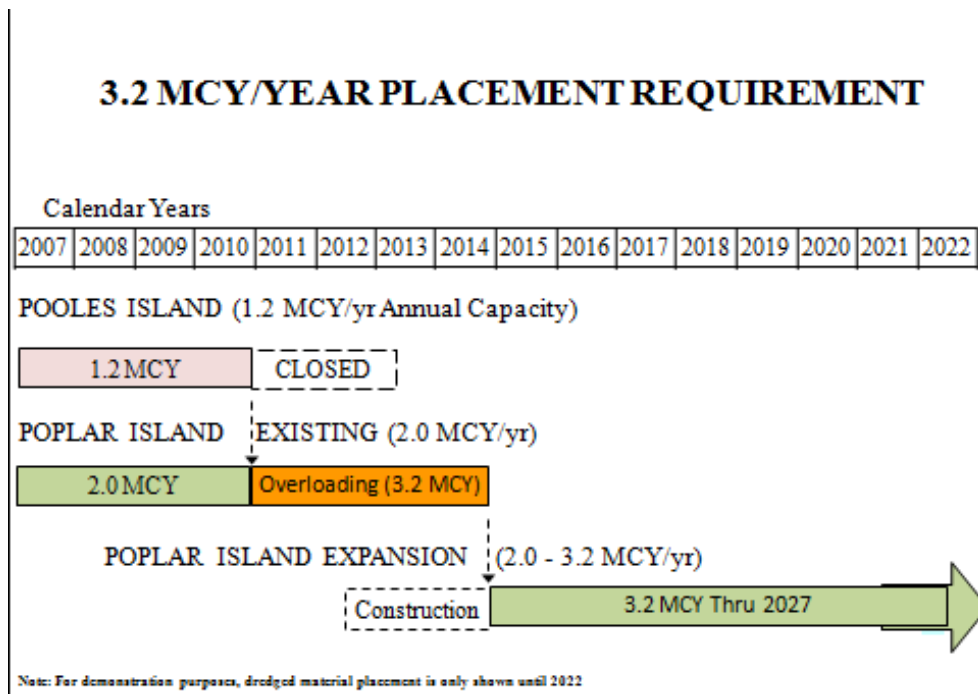 3.2 MCY/YEAR PLACEMENT REQUIREMENT
Calendar Years
2007 2008 2009 2010 2011 2012 2013 2014 2015 2016 2017 2018 2019 2020 2021 2022
POOLES ISLAND (1.2 MCY/yr Annual Capacity)
1.2 MCY CLOSED
POPLAR ISLAND EXISTING (2.0 MCY/yr)
2.0 MCY Overloading (3.2 MCY)
POPLAR ISLAND EXPANSION (2.0 - 3.2 MCY/yr)
Construction 3.2 MCY Thru 2027
Note: For demonstration purposes, dredged material placement is only shown until 2022